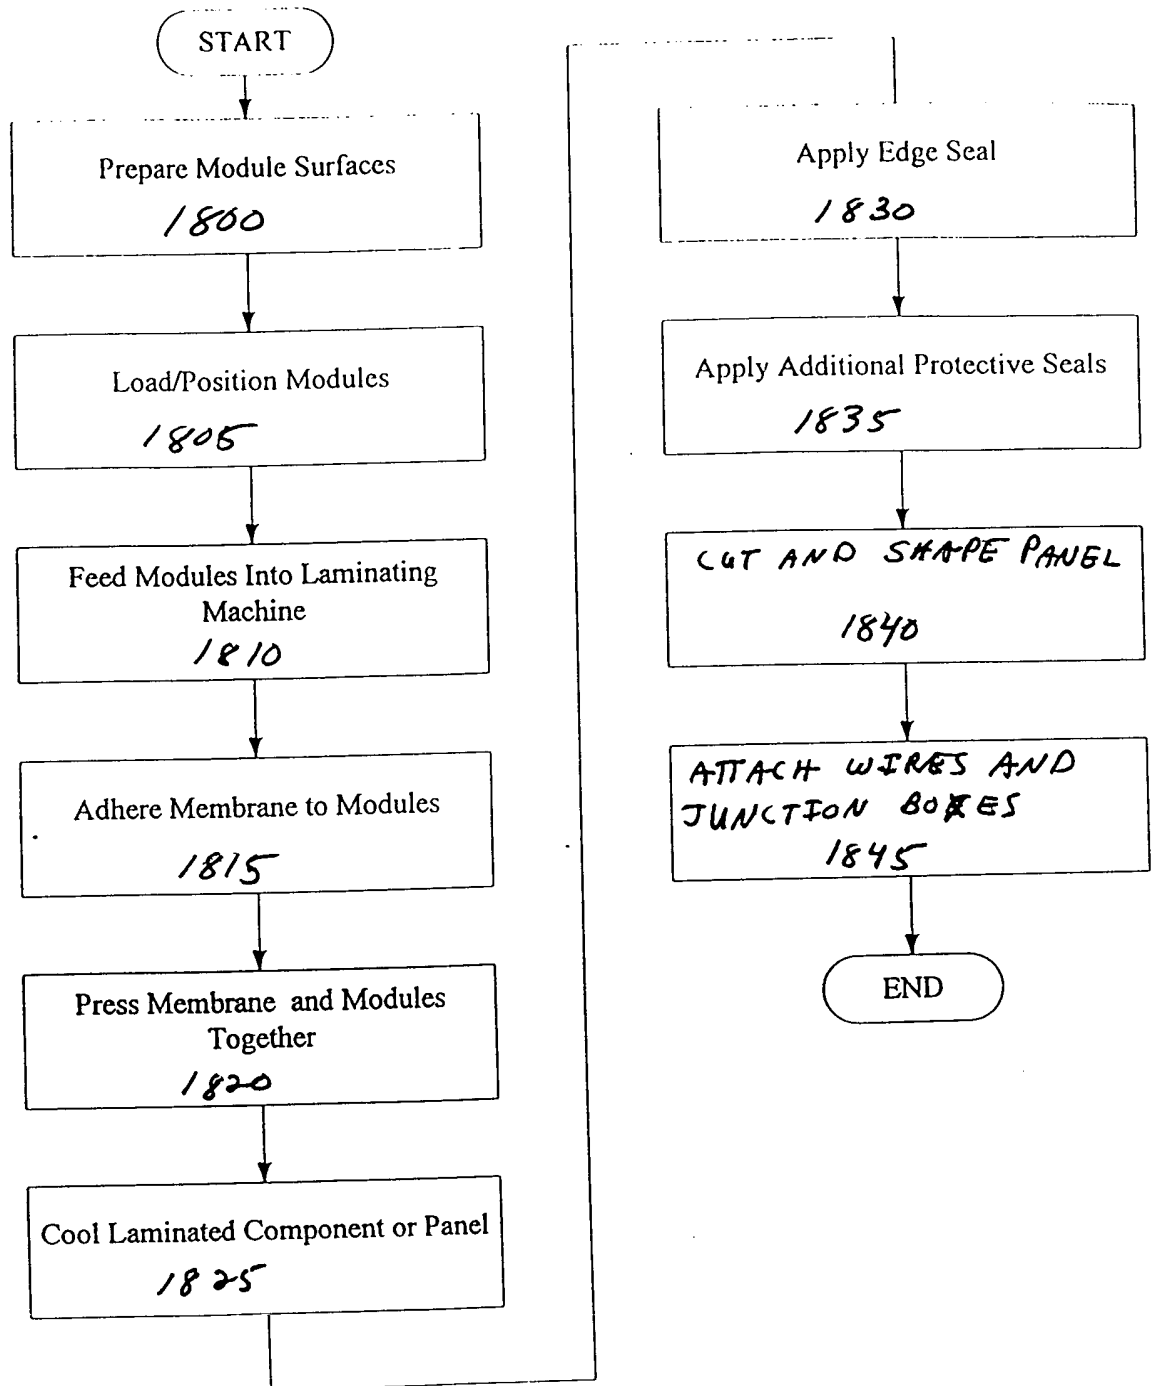 START
Prepare Module Surfaces
1800
Load/Position Modules
1805
Feed Modules Into Laminating
Machine
1810
Adhere Membrane to Modules
1815
Press Membrane and Modules
Together
1820
Cool Laminated Component or Panel
1825
Apply Edge Seal
1830
Apply Additional Protective Seals
1835
CUT AND SHAPE PANEL
1840
ATTACH WIRES AND
JUNCTION BOXES
1845
END